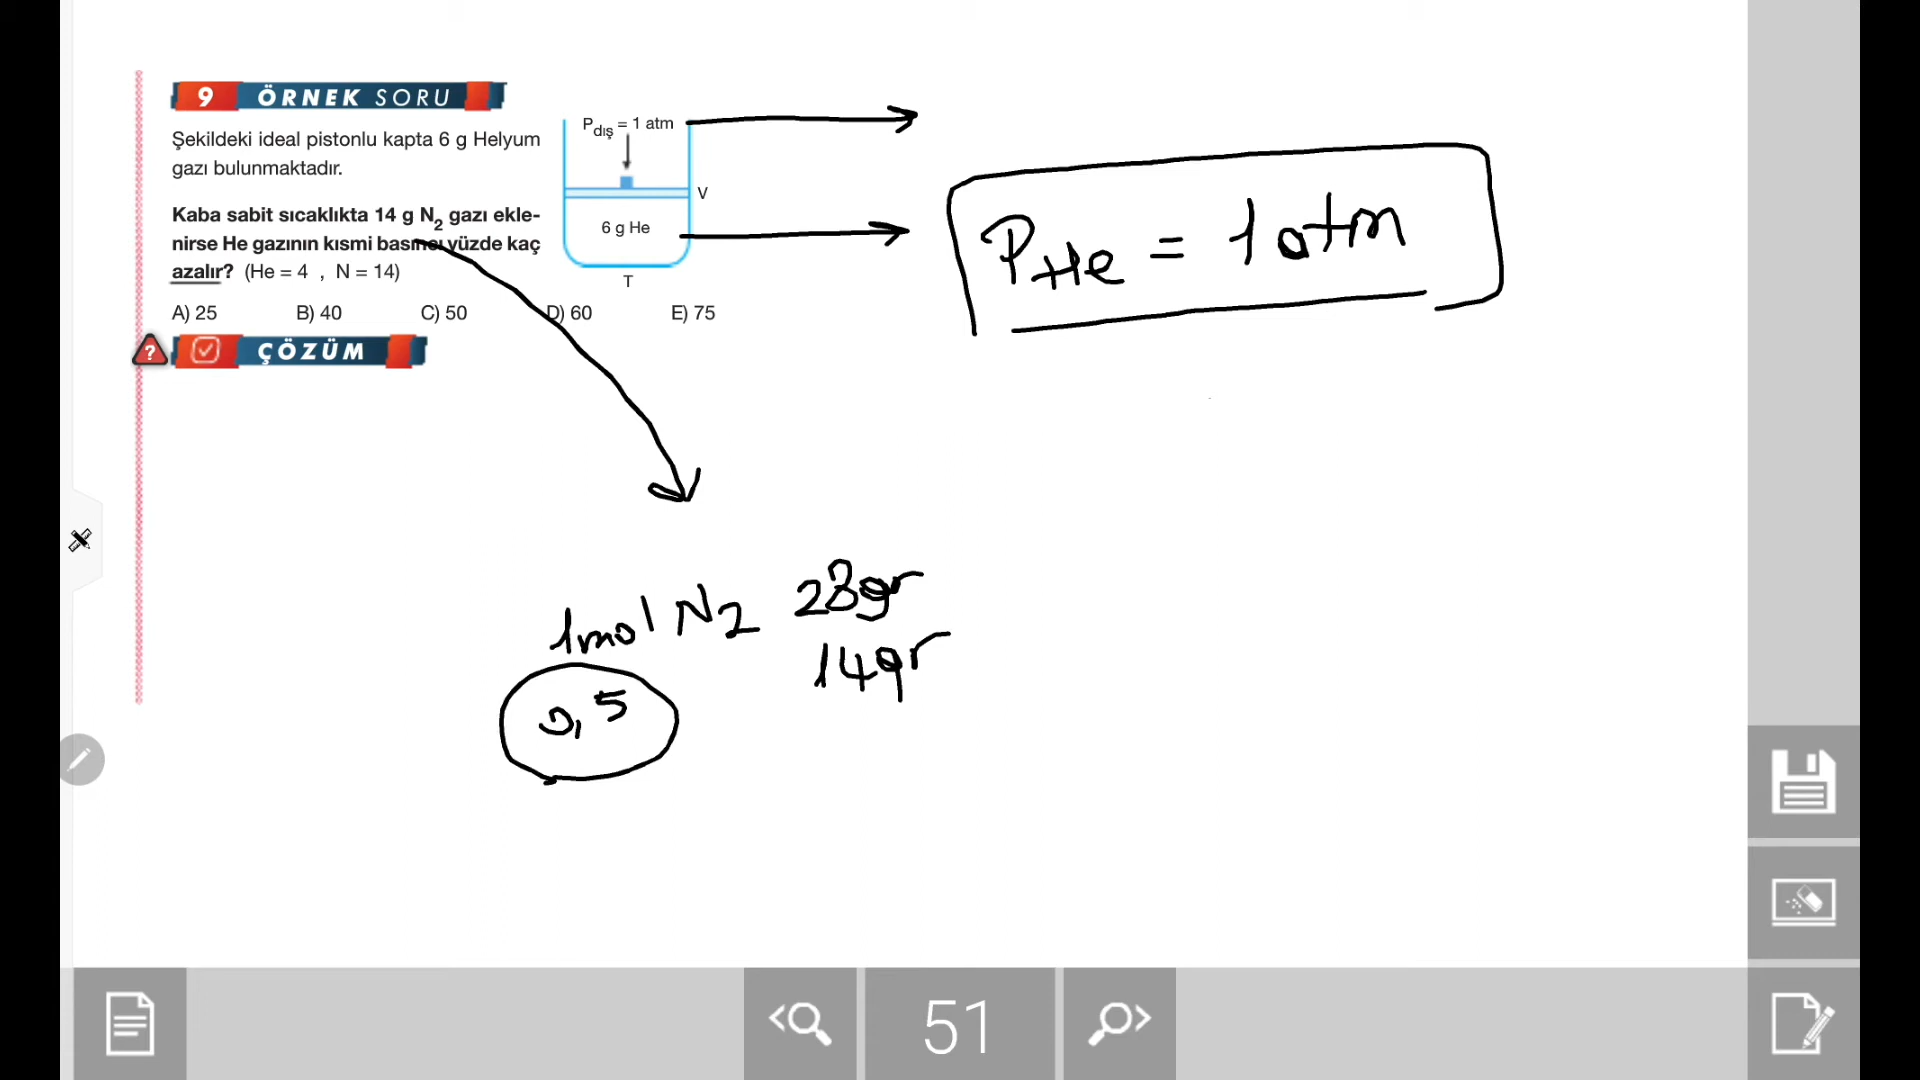 9 ÖRNEK SORU
Şekildeki ideal pistonlu kapta 6 g Helyum
gazı bulunmaktadır.
Kaba sabit sıcaklıkta 14 g N2 gazı ekle-
nirse He gazının kısmi basıncı yüzde kaç
azalır? (He = 4 , N = 14)
A) 25 B) 40 C) 50 D) 60 E) 75
? ÇÖZÜM
Pdış = 1 atm
V
6 g He
T
PHe = 1 atm
1mol N2 28gr
14gr
0,5
51